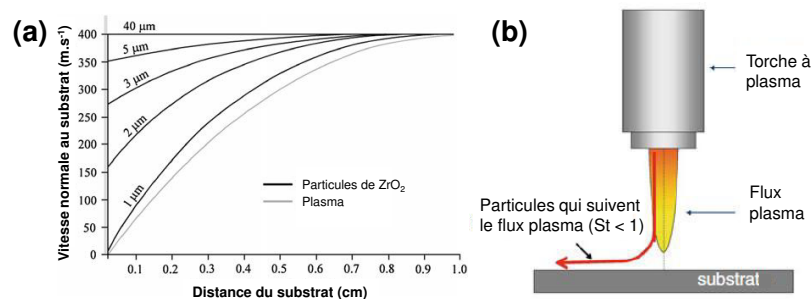 (a)
Vitesse normale au substrat (m.s⁻¹)
400
350
300
250
200
150
100
50
0
40 µm
5 µm
3 µm
2 µm
1 µm
Particules de ZrO₂
Plasma
0.1 0.2 0.3 0.4 0.5 0.6 0.7 0.8 0.9 1.0
Distance du substrat (cm)
(b)
Torche à
plasma
Particules qui suivent
le flux plasma (St < 1)
Flux
plasma
substrat